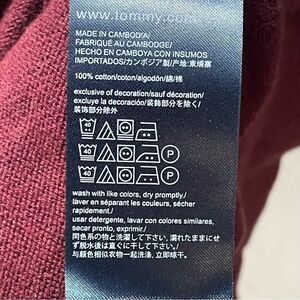 www.tommy.com
MADE IN CAMBODIA/
FABRIQUÉ AU CAMBODGE/
HECHO EN CAMBOYA CON INSUMOS
IMPORTADOS/カンボジア製/产地:柬埔寨
100% cotton/coton/algodón/綿/棉
exclusive of decoration/sauf décoration/
excluye la decoración/装飾部分を除く/
装饰部分除外
40 P
40 P
40 P
wash with like colors, dry promptly./
laver en séparant les couleurs, sécher
rapidement./
usar detergente, lavar con colores similares,
secar pronto, exprimir./
同色系の物と洗濯して下さい, 濡れたままにせ
ず脱水後は直ぐに干して下さい./
与颜色相似衣物一起洗涤, 立即晾干。